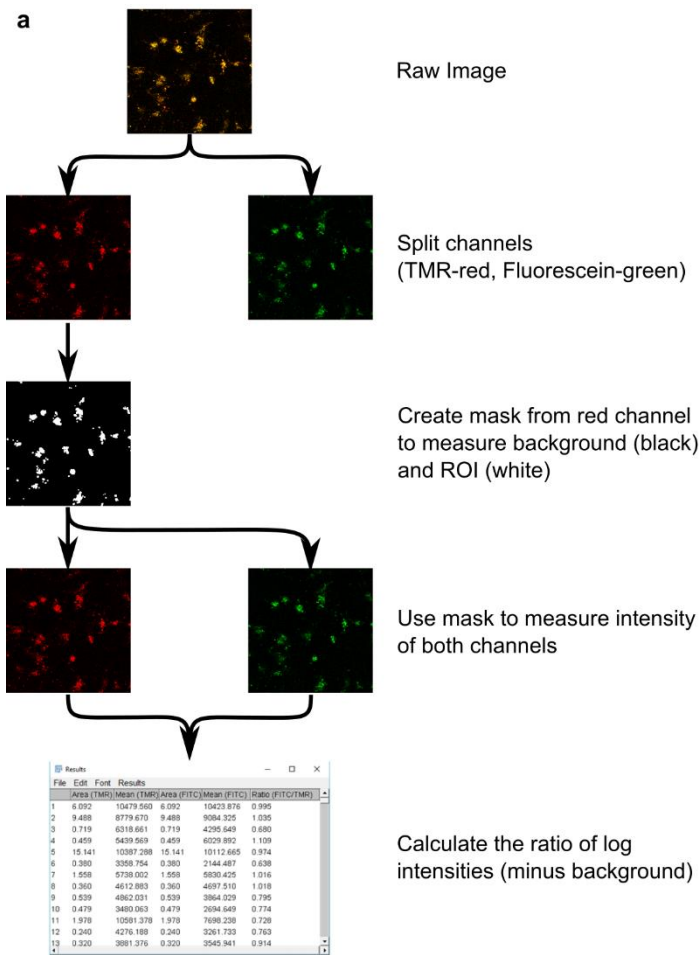 a
Raw Image
Split channels
(TMR-red, Fluorescein-green)
Create mask from red channel
to measure background (black)
and ROI (white)
Use mask to measure intensity
of both channels
Results
File Edit Font Results
Area (TMR) Mean (TMR) Area (FITC) Mean (FITC) Ratio (FITC/TMR)
1 6.092 10479.560 6.092 10423.876 0.995
2 9.488 8779.670 9.488 9084.325 1.035
3 0.719 6318.661 0.719 4295.649 0.680
4 0.459 5439.569 0.459 6029.892 1.109
5 15.141 10387.288 15.141 10112.665 0.974
6 0.380 3358.754 0.380 2144.487 0.638
7 1.558 5738.002 1.558 5830.425 1.016
8 0.360 4612.883 0.360 4697.510 1.018
9 0.539 4862.031 0.539 3864.029 0.795
10 0.479 3480.063 0.479 2694.649 0.774
11 1.978 10581.378 1.978 7698.238 0.728
12 0.240 4276.188 0.240 3261.733 0.763
13 0.320 3881.376 0.320 3545.941 0.914
Calculate the ratio of log
intensities (minus background)